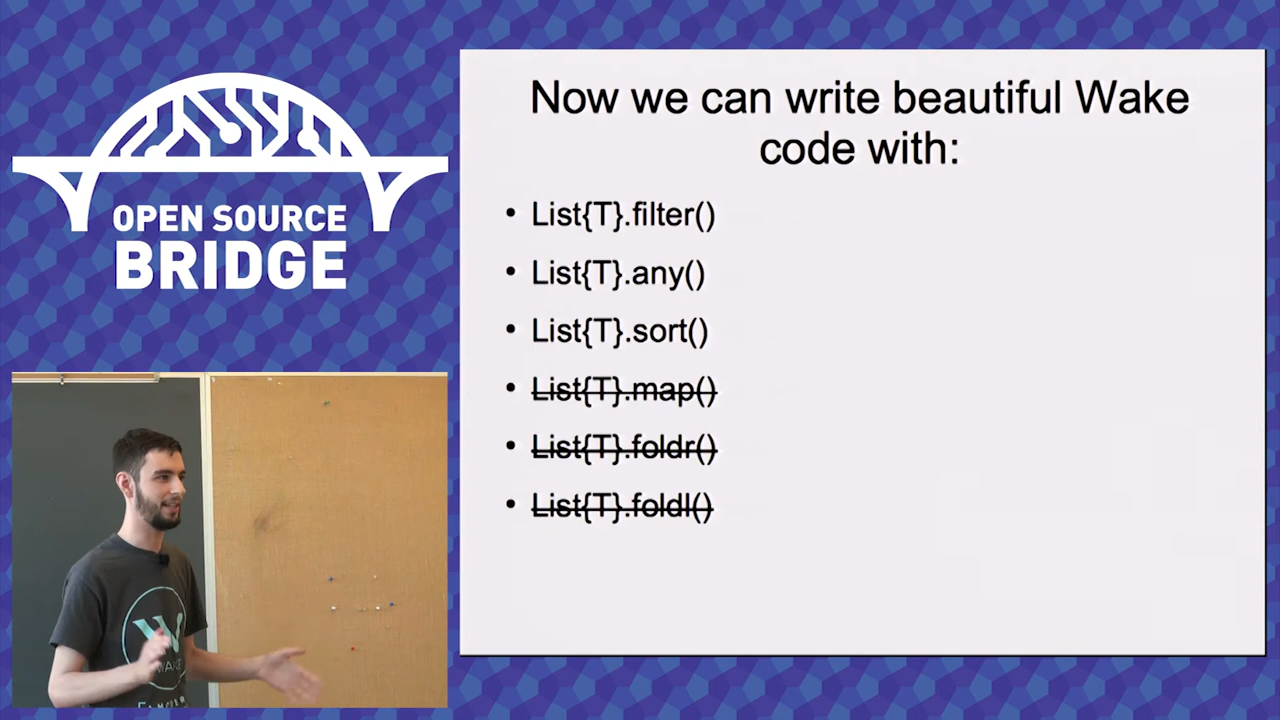 OPEN SOURCE
BRIDGE
Now we can write beautiful Wake
code with:
• List{T}.filter()
• List{T}.any()
• List{T}.sort()
• List{T}.map()
• List{T}.foldr()
• List{T}.foldl()
W
WAKE